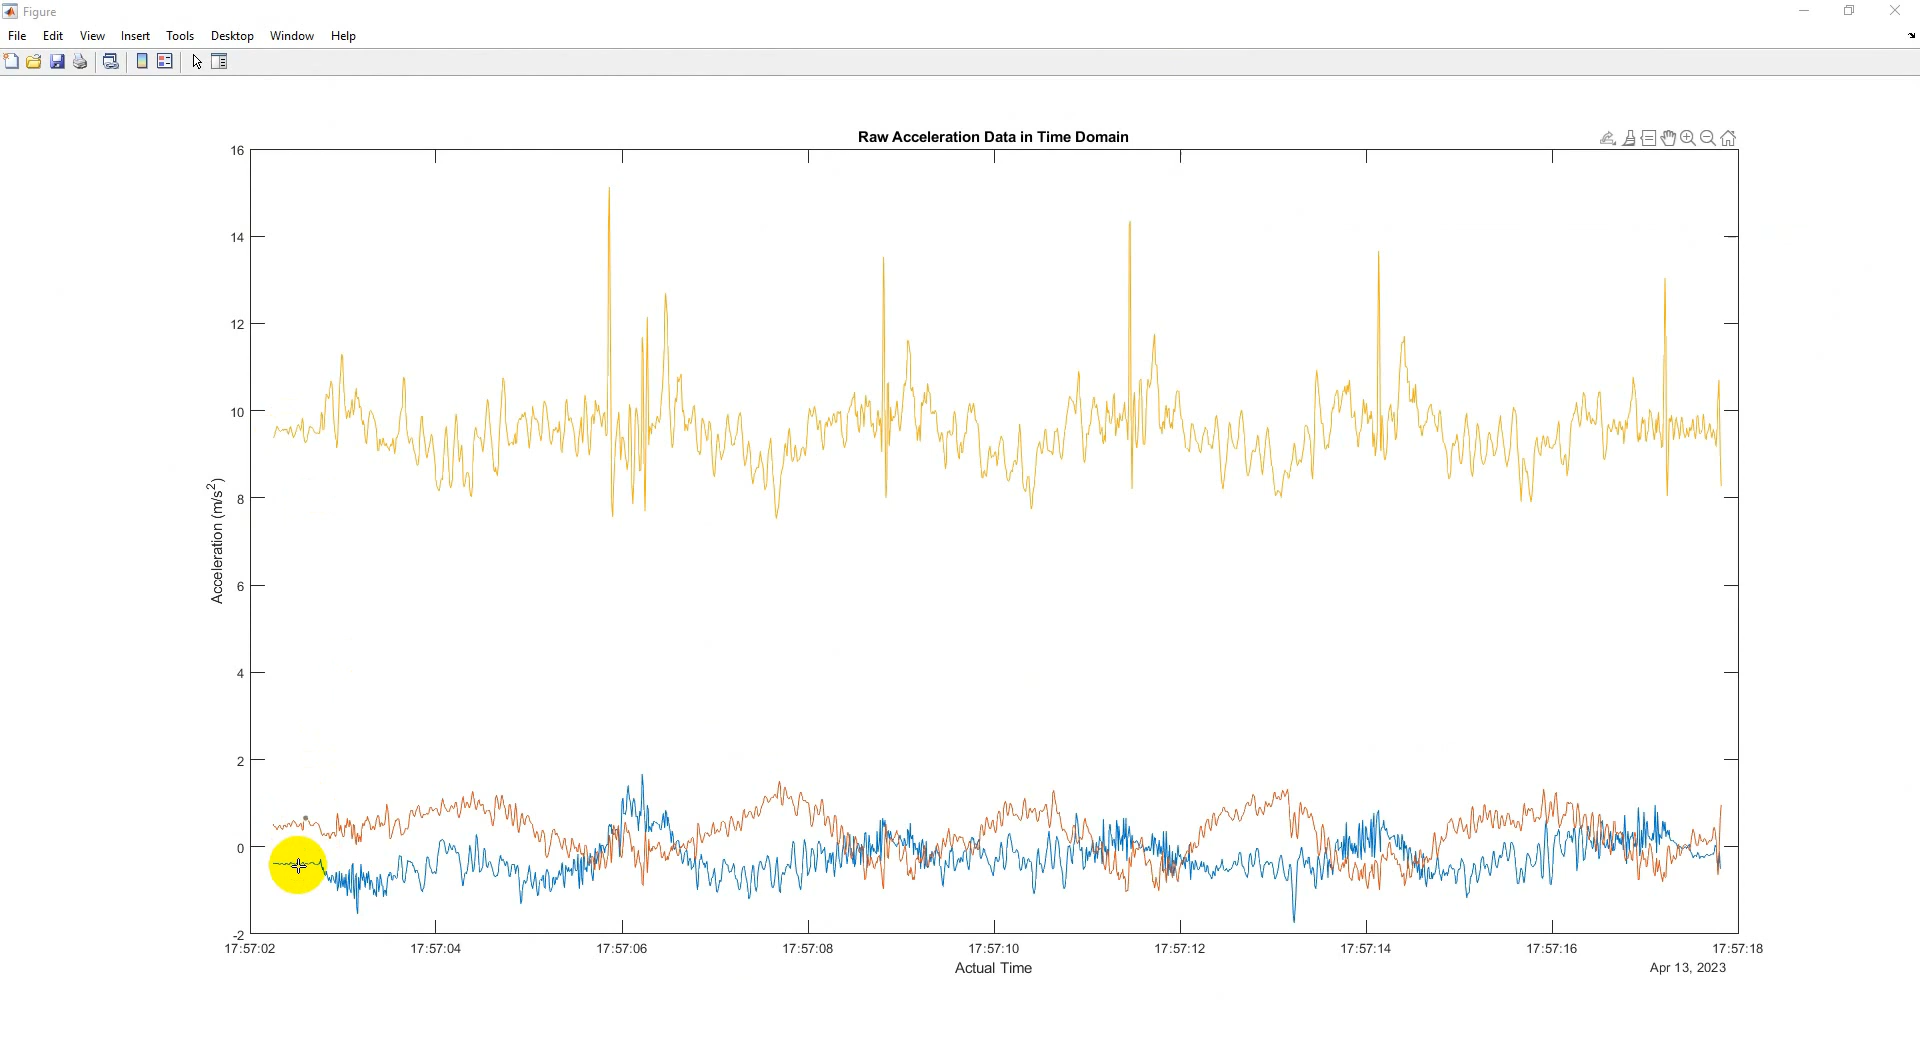 Figure
File Edit View Insert Tools Desktop Window Help
Raw Acceleration Data in Time Domain
16
14
12
10
8
6
4
2
0
-2
Acceleration (m/s²)
17:57:02 17:57:04 17:57:06 17:57:08 17:57:10 17:57:12 17:57:14 17:57:16 17:57:18
Actual Time
Apr 13, 2023